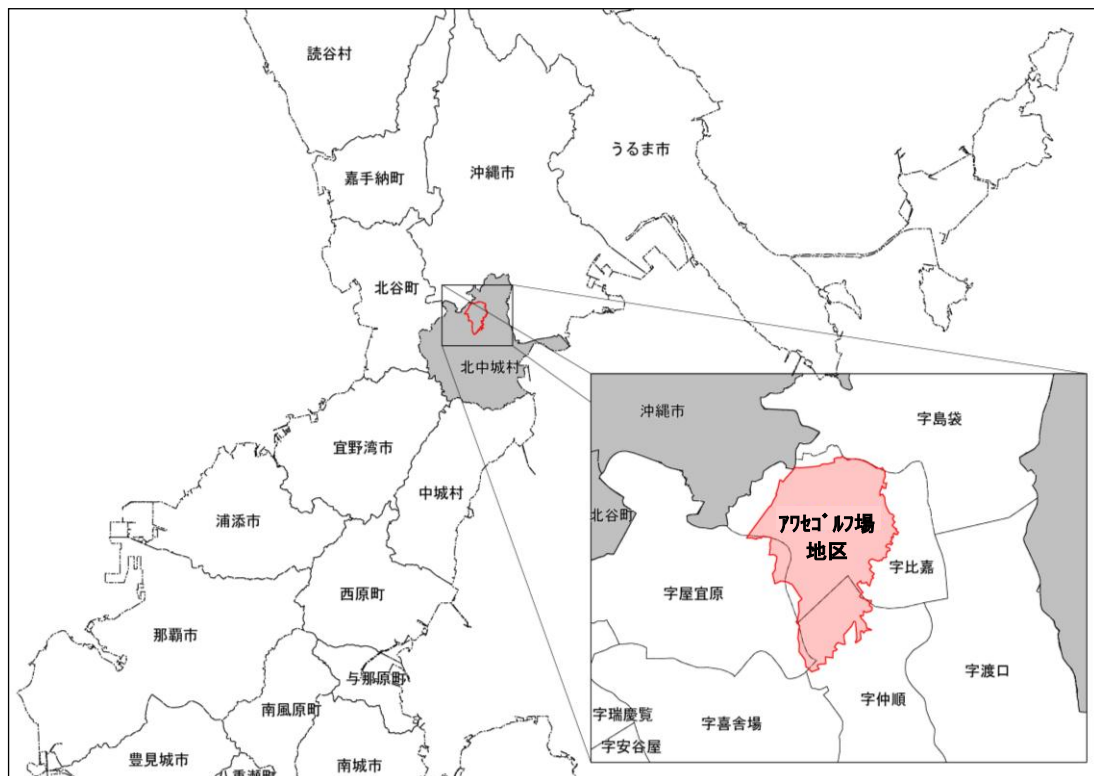 読谷村
うるま市
沖縄市
嘉手納町
北谷町
北中城村
宜野湾市
中城村
浦添市
西原町
那覇市
与那原町
南風原町
豊見城市
八重瀬町
南城市
沖縄市
字島袋
北谷町
アワセゴルフ場
地区
字比嘉
字屋宜原
字渡口
字仲順
字瑞慶覧
字喜舎場
字安谷屋